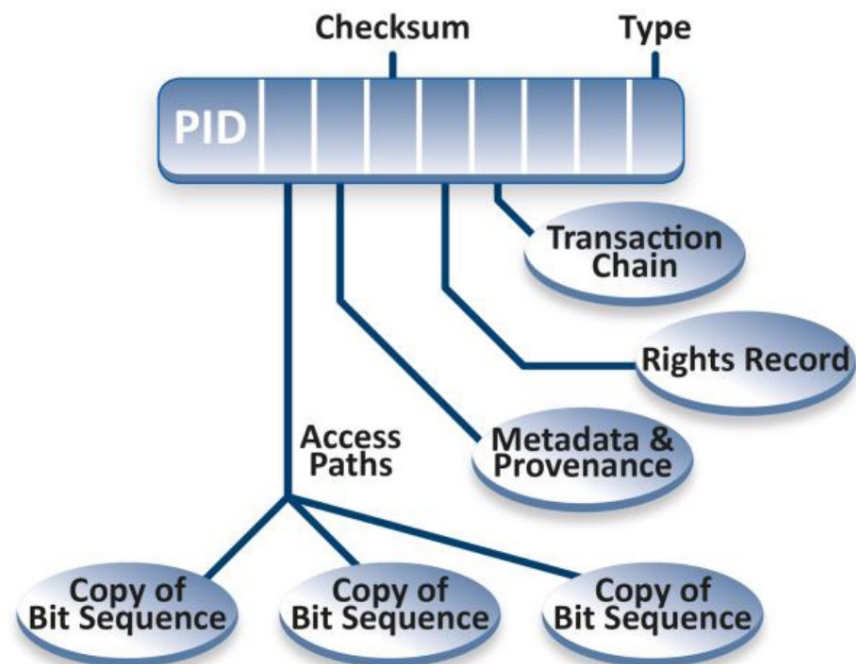 Checksum
Type
PID
Transaction
Chain
Rights Record
Access
Paths
Metadata &
Provenance
Copy of
Bit Sequence
Copy of
Bit Sequence
Copy of
Bit Sequence